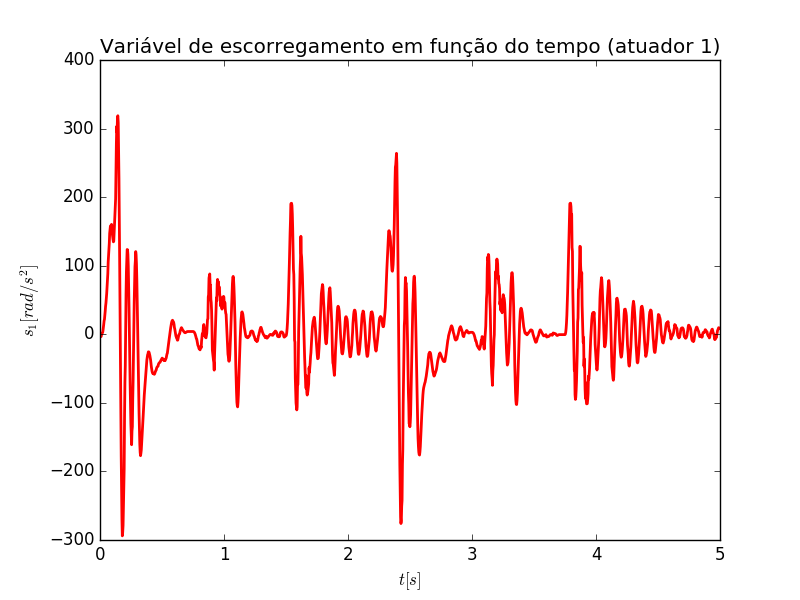 Variável de escorregamento em função do tempo (atuador 1)
400
300
200
100
0
−100
−200
−300
s₁[rad/s²]
0 1 2 3 4 5
t[s]